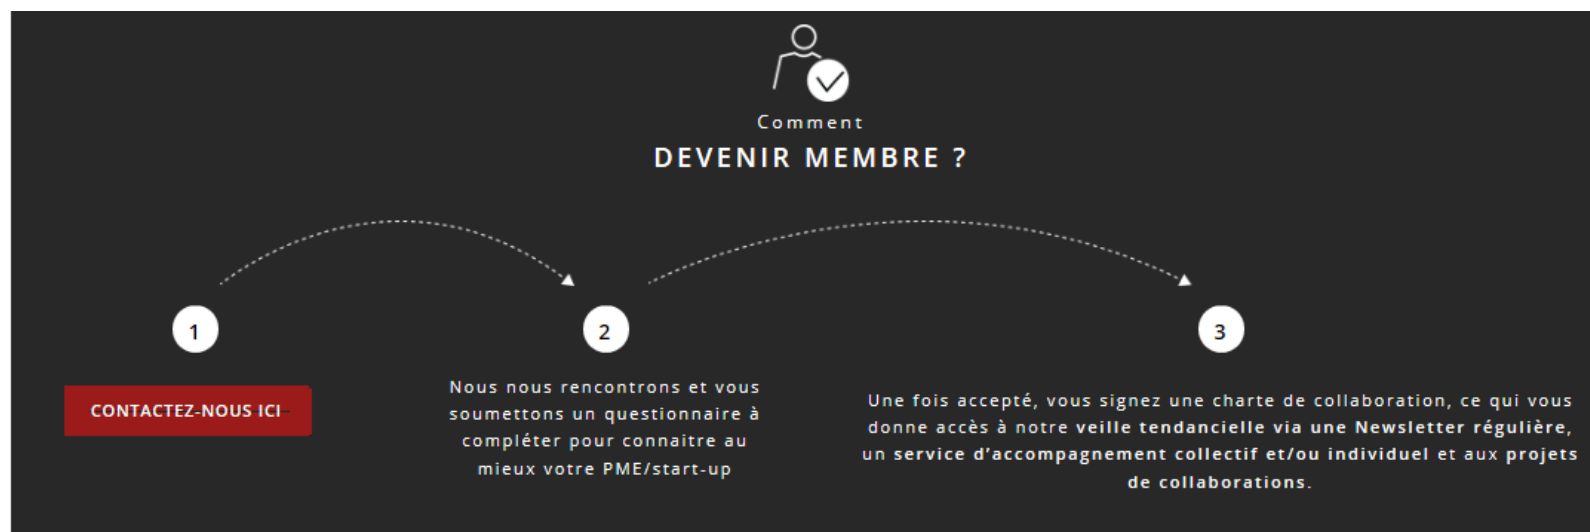 Comment
DEVENIR MEMBRE ?
1
CONTACTEZ-NOUS ICI
2
Nous nous rencontrons et vous
soumettons un questionnaire à
compléter pour connaitre au
mieux votre PME/start-up
3
Une fois accepté, vous signez une charte de collaboration, ce qui vous
donne accès à notre veille tendancielle via une Newsletter régulière,
un service d'accompagnement collectif et/ou individuel et aux projets
de collaborations.